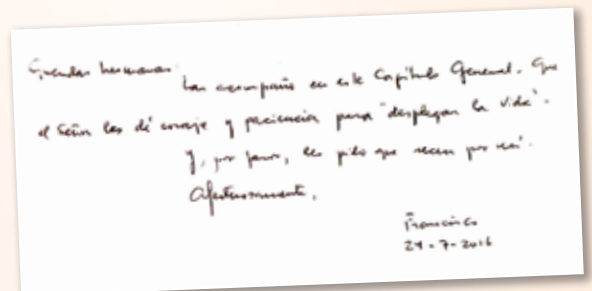 Queridas hermanas:
Las acompaño en este Capítulo General. Que
el Señor les dé coraje y paciencia para "desplegar la vida".
Y, por favor, les pido que recen por mí.
Afectuosamente,
Francisco
29-7-2016